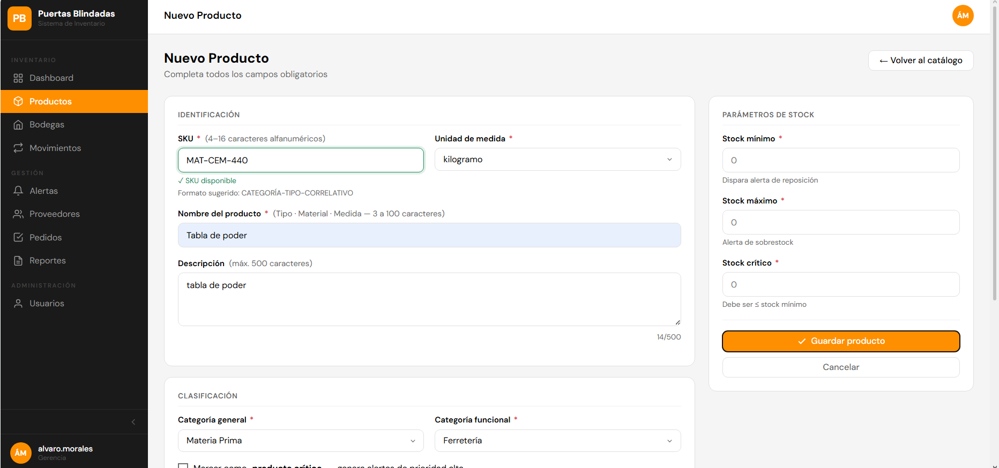 PB
Puertas Blindadas
Sistema de Inventario
INVENTARIO
Dashboard
Productos
Bodegas
Movimientos
GESTIÓN
Alertas
Proveedores
Pedidos
Reportes
ADMINISTRACIÓN
Usuarios
ÁM
alvaro.morales
Gerencia
Nuevo Producto
ÁM
Nuevo Producto
Completa todos los campos obligatorios
← Volver al catálogo
IDENTIFICACIÓN
SKU * (4–16 caracteres alfanuméricos)
MAT-CEM-440
✓ SKU disponible
Formato sugerido: CATEGORÍA-TIPO-CORRELATIVO
Unidad de medida *
kilogramo
Nombre del producto * (Tipo · Material · Medida — 3 a 100 caracteres)
Tabla de poder
Descripción (máx. 500 caracteres)
tabla de poder
14/500
CLASIFICACIÓN
Categoría general *
Materia Prima
Categoría funcional *
Ferretería
Marcar como producto crítico — genera alertas de prioridad alta
PARÁMETROS DE STOCK
Stock mínimo *
0
Dispara alerta de reposición
Stock máximo *
0
Alerta de sobrestock
Stock crítico *
0
Debe ser ≤ stock mínimo
✓ Guardar producto
Cancelar